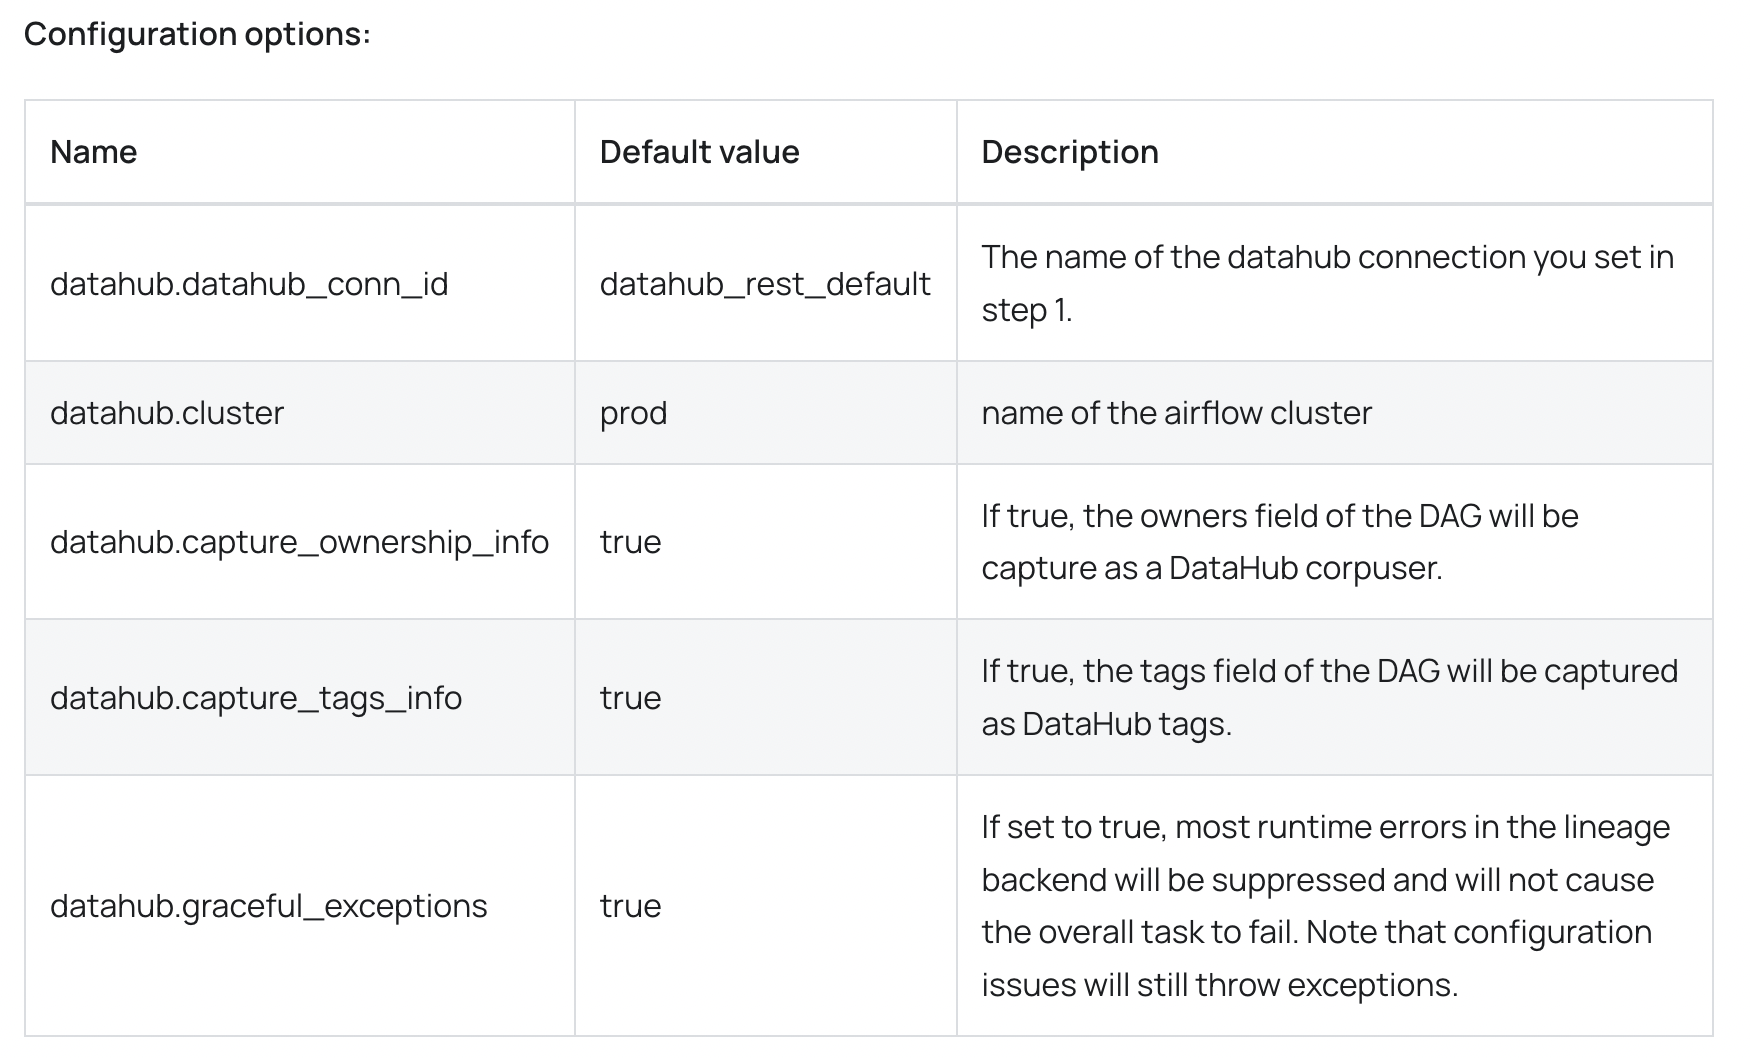 Configuration options:
Name Default value Description
datahub.datahub_conn_id datahub_rest_default The name of the datahub connection you set in
step 1.
datahub.cluster prod name of the airflow cluster
datahub.capture_ownership_info true If true, the owners field of the DAG will be
capture as a DataHub corpuser.
datahub.capture_tags_info true If true, the tags field of the DAG will be captured
as DataHub tags.
datahub.graceful_exceptions true If set to true, most runtime errors in the lineage
backend will be suppressed and will not cause
the overall task to fail. Note that configuration
issues will still throw exceptions.